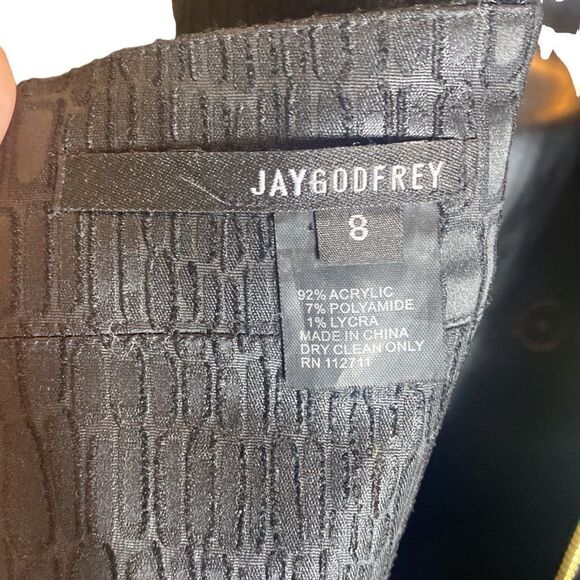 JAYGODFREY
8
92% ACRYLIC
7% POLYAMIDE
1% LYCRA
MADE IN CHINA
DRY CLEAN ONLY
RN 112711